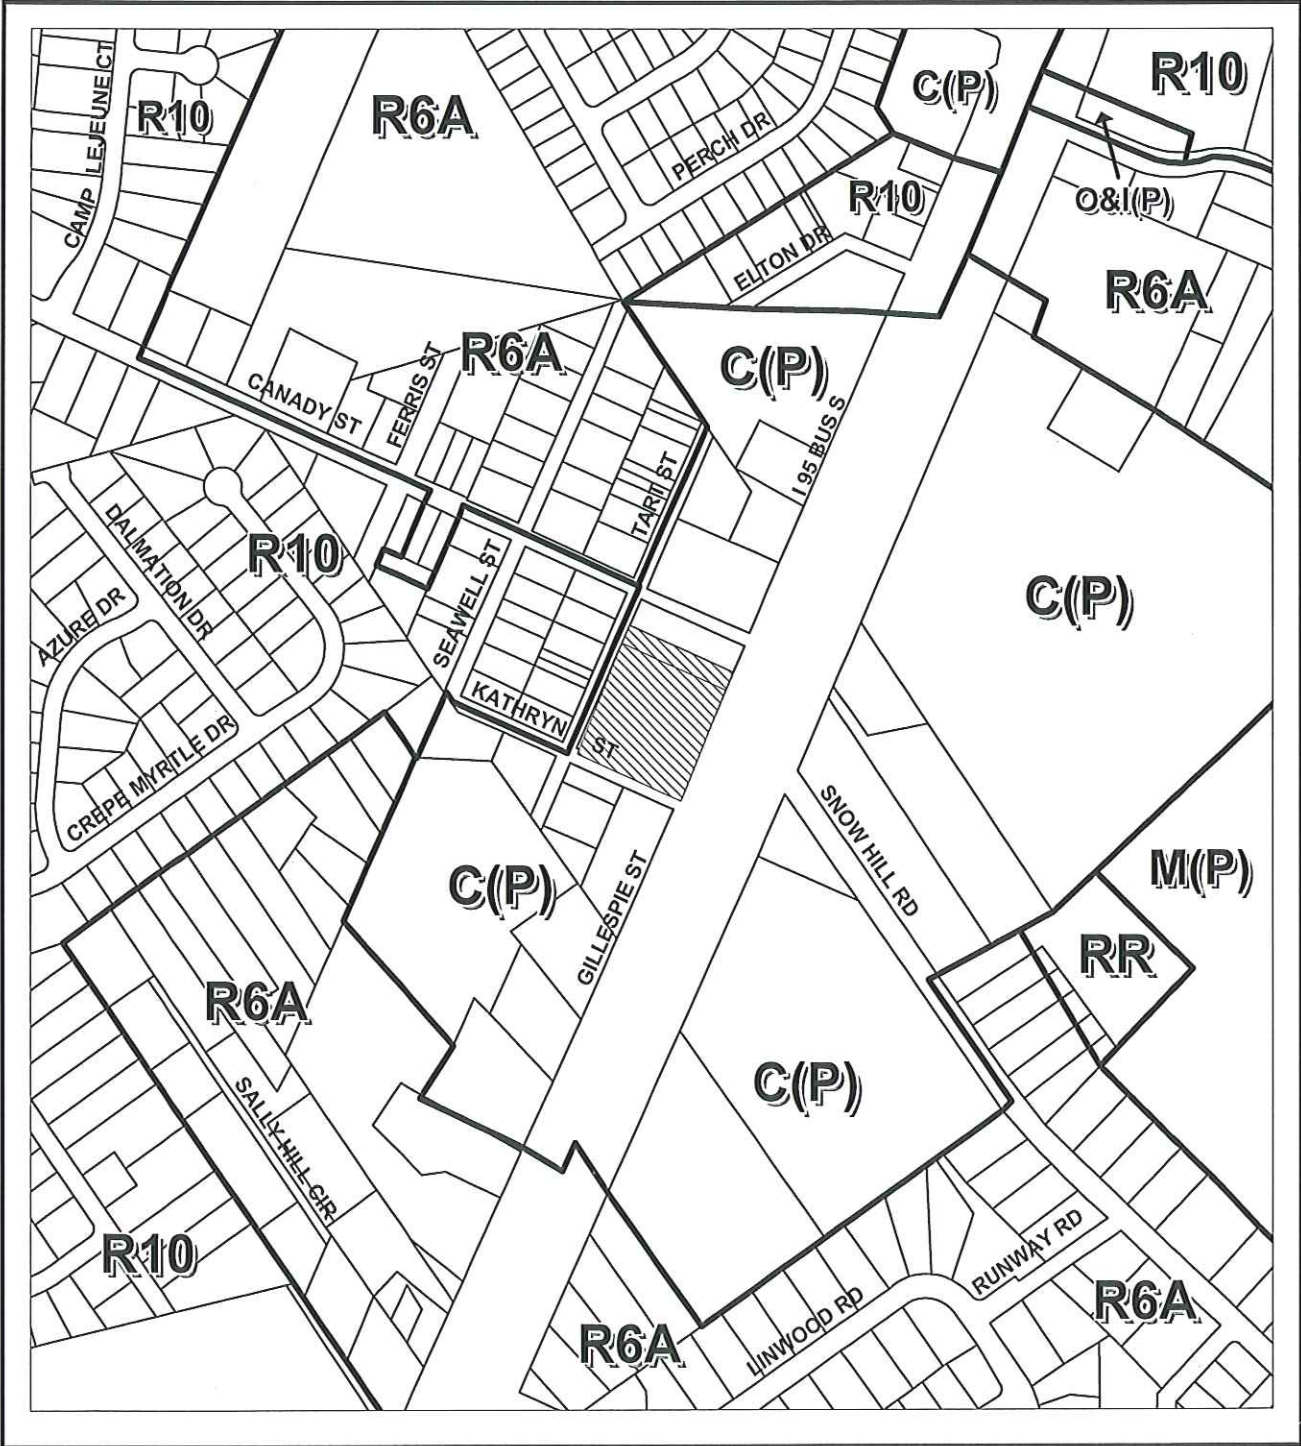 R10
C(P)
R10
R6A
CAMP LEJEUNE CT
PERCH DR
O&I(P)
R10
ELTON DR
R6A
R6A
C(P)
FERRIS ST
CANADY ST
I 95 BUS S
TART ST
DALMATION DR
R10
SEAWELL ST
C(P)
AZURE DR
KATHRYN ST
CREPE MYRTLE DR
SNOW HILL RD
C(P)
M(P)
GILLESPIE ST
RR
R6A
C(P)
SALLY HILL CIR
R10
RUNWAY RD
LINWOOD RD
R6A
R6A